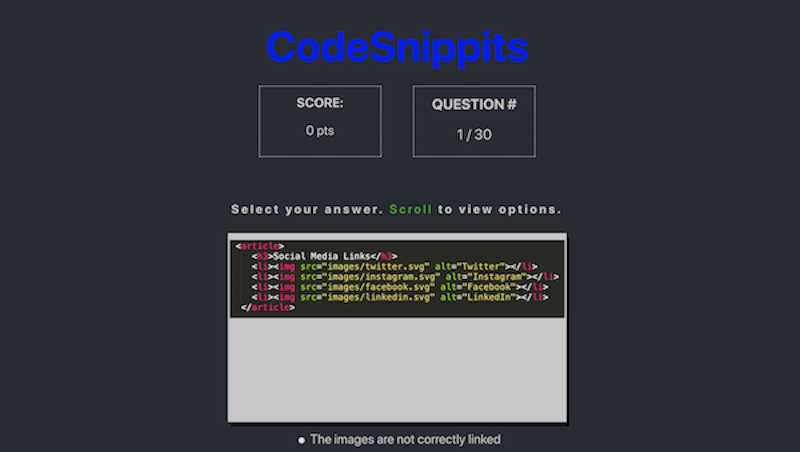 CodeSnippits
SCORE:
0 pts
QUESTION #
1 / 30
Select your answer. Scroll to view options.
<article>
<h3>Social Media Links</h3>
<li><img src="images/twitter.svg" alt="Twitter"></li>
<li><img src="images/instagram.svg" alt="Instagram"></li>
<li><img src="images/facebook.svg" alt="Facebook"></li>
<li><img src="images/linkedin.svg" alt="LinkedIn"></li>
</article>
The images are not correctly linked